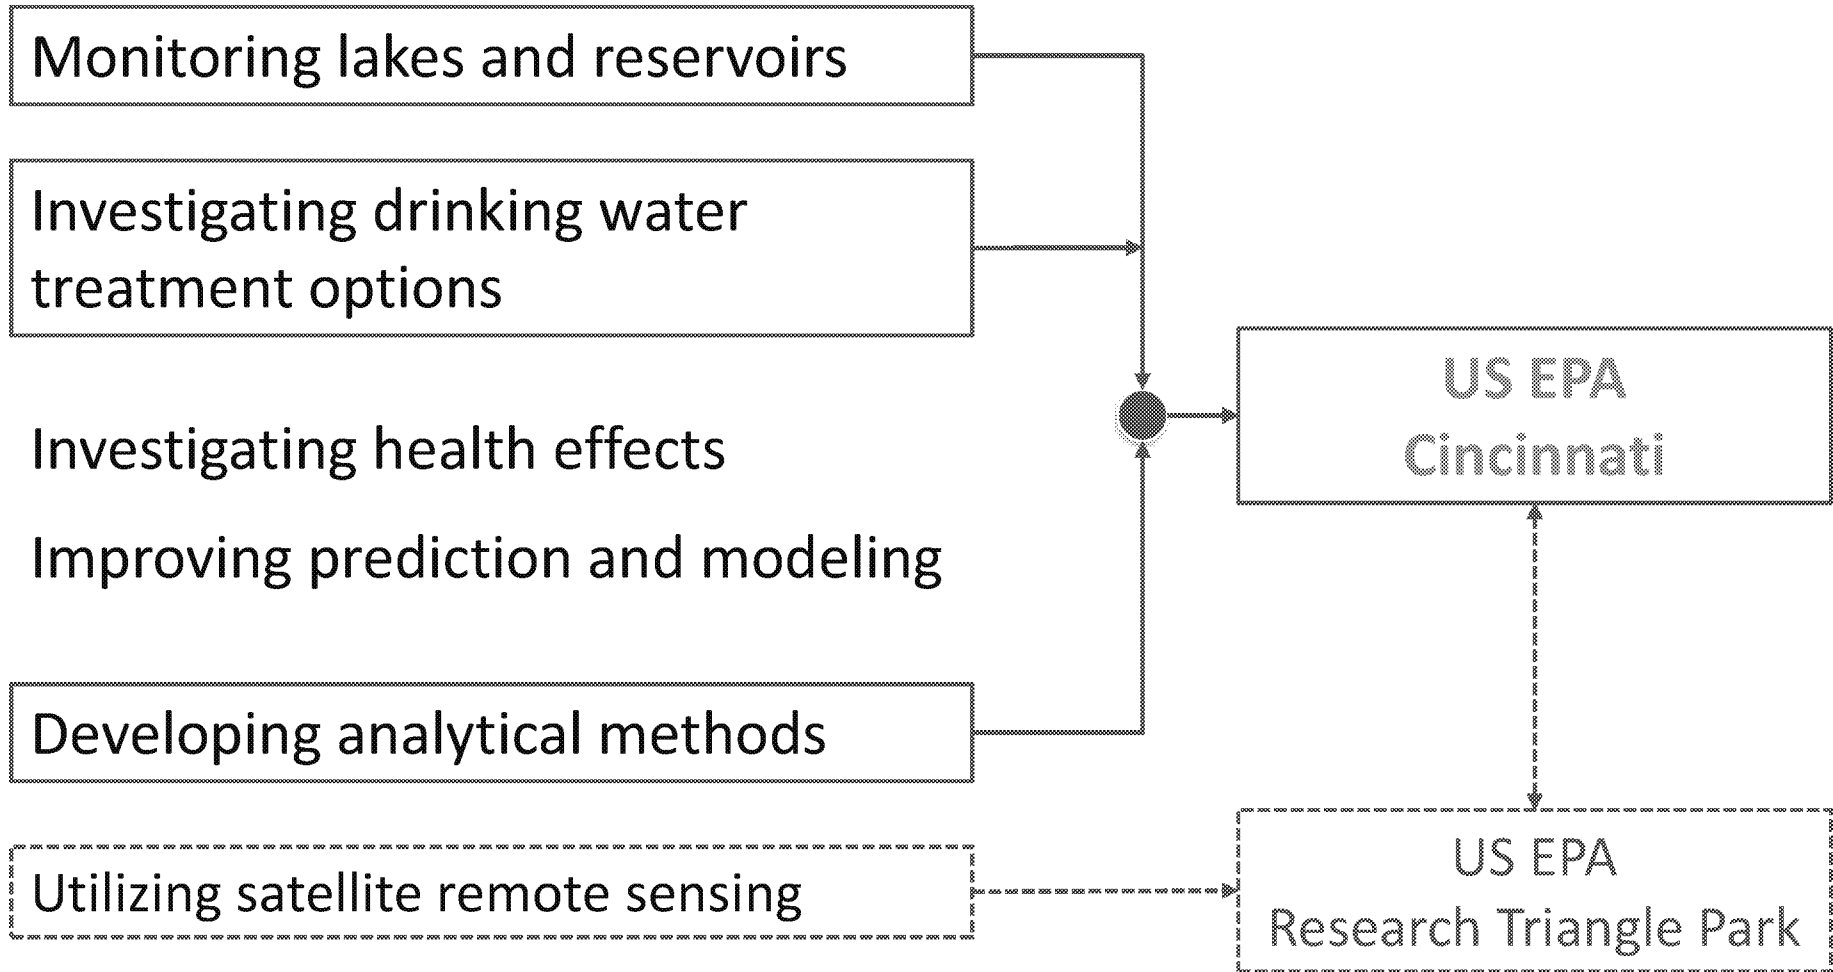 Monitoring lakes and reservoirs
Investigating drinking water
treatment options
Investigating health effects
Improving prediction and modeling
Developing analytical methods
Utilizing satellite remote sensing
US EPA
Cincinnati
US EPA
Research Triangle Park